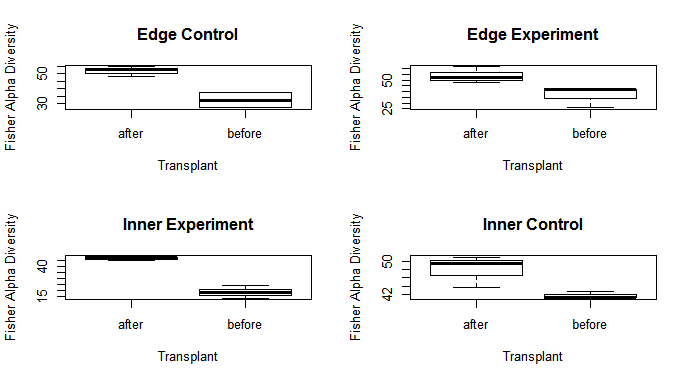 Edge Control
Fisher Alpha Diversity
50
30
after before
Transplant
Edge Experiment
Fisher Alpha Diversity
50
25
after before
Transplant
Inner Experiment
Fisher Alpha Diversity
40
15
after before
Transplant
Inner Control
Fisher Alpha Diversity
50
42
after before
Transplant